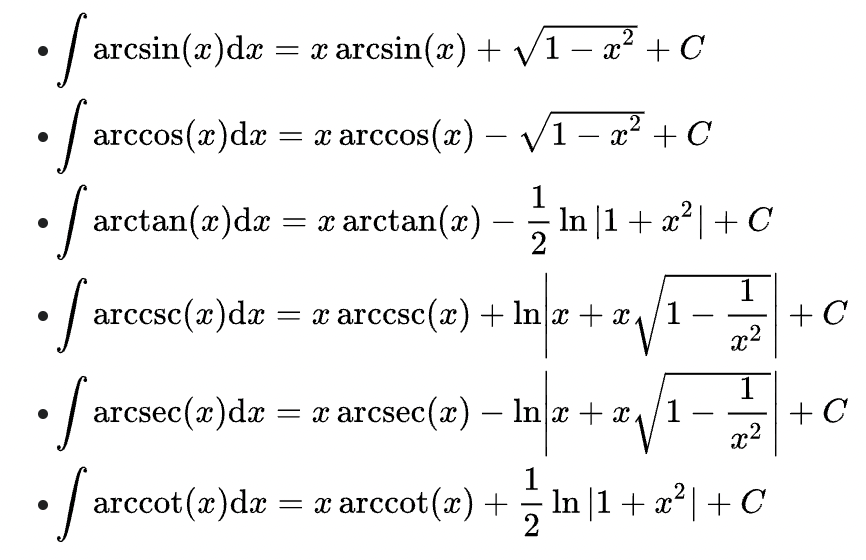 • ∫ arcsin(x)dx = x arcsin(x) + √(1 − x²) + C
• ∫ arccos(x)dx = x arccos(x) − √(1 − x²) + C
• ∫ arctan(x)dx = x arctan(x) − 1/2 ln|1 + x²| + C
• ∫ arccsc(x)dx = x arccsc(x) + ln|x + x√(1 − 1/x²)| + C
• ∫ arcsec(x)dx = x arcsec(x) − ln|x + x√(1 − 1/x²)| + C
• ∫ arccot(x)dx = x arccot(x) + 1/2 ln|1 + x²| + C